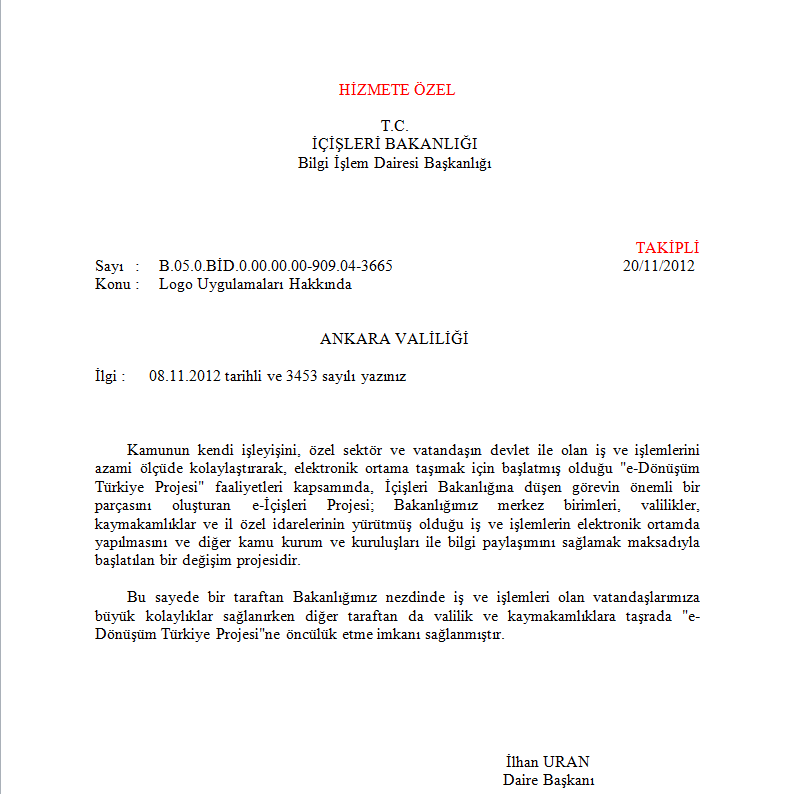 HİZMETE ÖZEL
T.C.
İÇİŞLERİ BAKANLIĞI
Bilgi İşlem Dairesi Başkanlığı
TAKİPLİ
Sayı : B.05.0.BİD.0.00.00.00-909.04-3665 20/11/2012
Konu : Logo Uygulamaları Hakkında
ANKARA VALİLİĞİ
İlgi : 08.11.2012 tarihli ve 3453 sayılı yazınız
Kamunun kendi işleyişini, özel sektör ve vatandaşın devlet ile olan iş ve işlemlerini
azami ölçüde kolaylaştırarak, elektronik ortama taşımak için başlatmış olduğu "e-Dönüşüm
Türkiye Projesi" faaliyetleri kapsamında, İçişleri Bakanlığına düşen görevin önemli bir
parçasını oluşturan e-İçişleri Projesi; Bakanlığımız merkez birimleri, valilikler,
kaymakamlıklar ve il özel idarelerinin yürütmüş olduğu iş ve işlemlerin elektronik ortamda
yapılmasını ve diğer kamu kurum ve kuruluşları ile bilgi paylaşımını sağlamak maksadıyla
başlatılan bir değişim projesidir.
Bu sayede bir taraftan Bakanlığımız nezdinde iş ve işlemleri olan vatandaşlarımıza
büyük kolaylıklar sağlanırken diğer taraftan da valilik ve kaymakamlıklara taşrada "e-
Dönüşüm Türkiye Projesi"ne öncülük etme imkanı sağlanmıştır.
İlhan URAN
Daire Başkanı